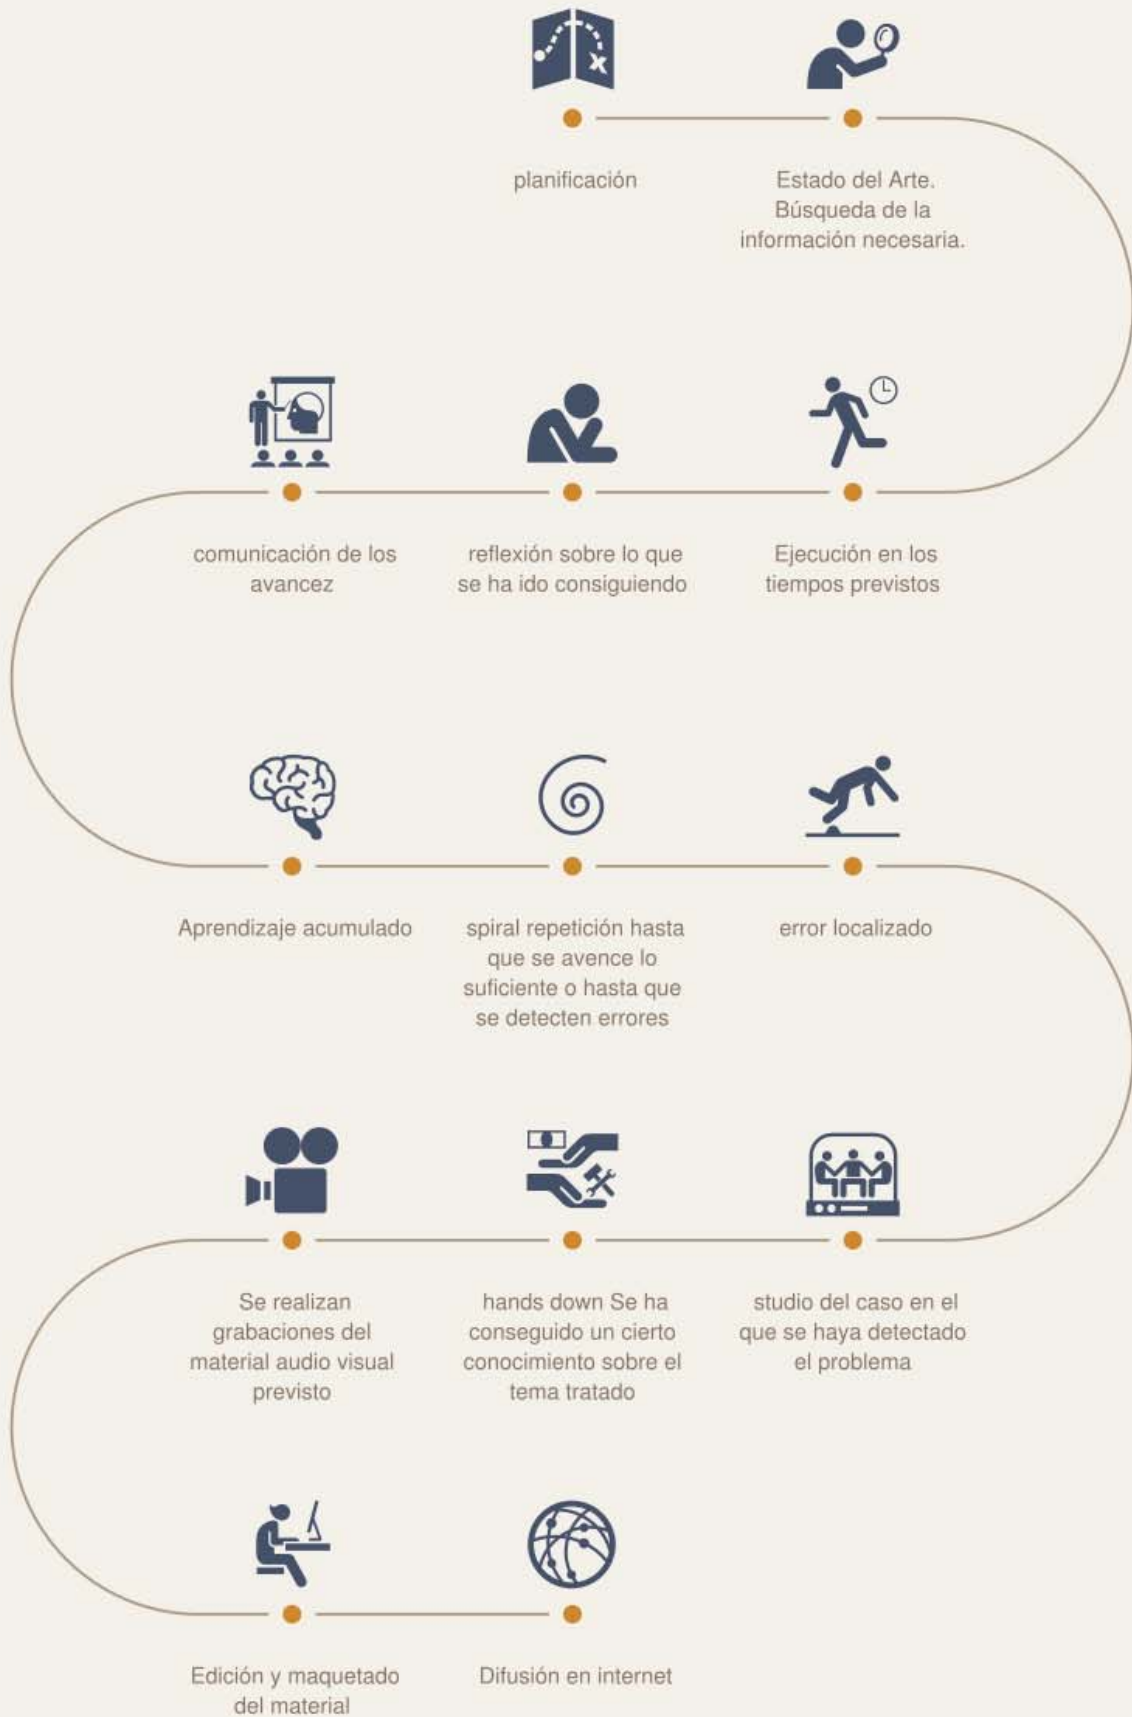 planificación
Estado del Arte.
Búsqueda de la
información necesaria.
Ejecución en los
tiempos previstos
reflexión sobre lo que
se ha ido consiguiendo
comunicación de los
avancez
Aprendizaje acumulado
spiral repetición hasta
que se avence lo
suficiente o hasta que
se detecten errores
error localizado
studio del caso en el
que se haya detectado
el problema
hands down Se ha
conseguido un cierto
conocimiento sobre el
tema tratado
Se realizan
grabaciones del
material audio visual
previsto
Edición y maquetado
del material
Difusión en internet